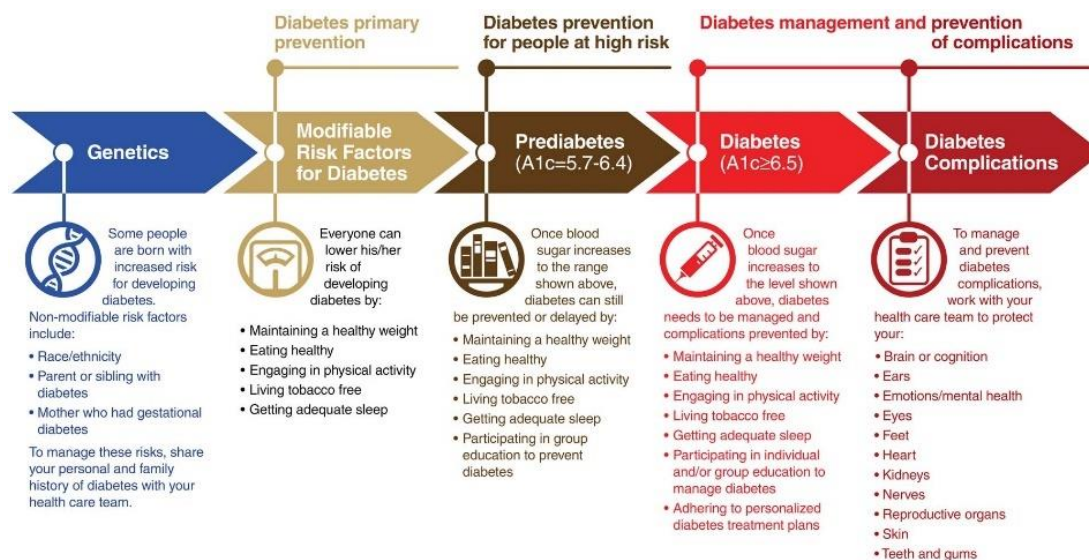 Diabetes primary
prevention
Diabetes prevention
for people at high risk
Diabetes management and prevention
of complications
Genetics
Modifiable
Risk Factors
for Diabetes
Prediabetes
(A1c=5.7-6.4)
Diabetes
(A1c≥6.5)
Diabetes
Complications
Some people
are born with
increased risk
for developing
diabetes.
Non-modifiable risk factors
include:
• Race/ethnicity
• Parent or sibling with
diabetes
• Mother who had gestational
diabetes
To manage these risks, share
your personal and family
history of diabetes with your
health care team.
Everyone can
lower his/her
risk of
developing
diabetes by:
• Maintaining a healthy weight
• Eating healthy
• Engaging in physical activity
• Living tobacco free
• Getting adequate sleep
Once blood
sugar increases
to the range
shown above,
diabetes can still
be prevented or delayed by:
• Maintaining a healthy weight
• Eating healthy
• Engaging in physical activity
• Living tobacco free
• Getting adequate sleep
• Participating in group
education to prevent
diabetes
Once
blood sugar
increases to
the level shown
above, diabetes
needs to be managed and
complications prevented by:
• Maintaining a healthy weight
• Eating healthy
• Engaging in physical activity
• Living tobacco free
• Getting adequate sleep
• Participating in individual
and/or group education to
manage diabetes
• Adhering to personalized
diabetes treatment plans
To manage
and prevent
diabetes
complications,
work with your
health care team to protect
your:
• Brain or cognition
• Ears
• Emotions/mental health
• Eyes
• Feet
• Heart
• Kidneys
• Nerves
• Reproductive organs
• Skin
• Teeth and gums